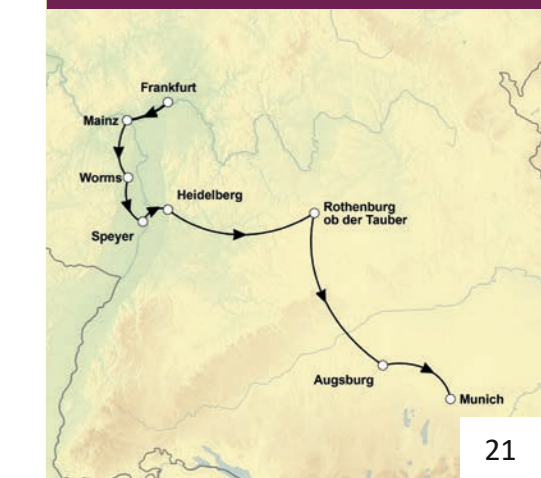 Frankfurt
Mainz
Worms
Heidelberg
Speyer
Rothenburg
ob der Tauber
Augsburg
Munich
21